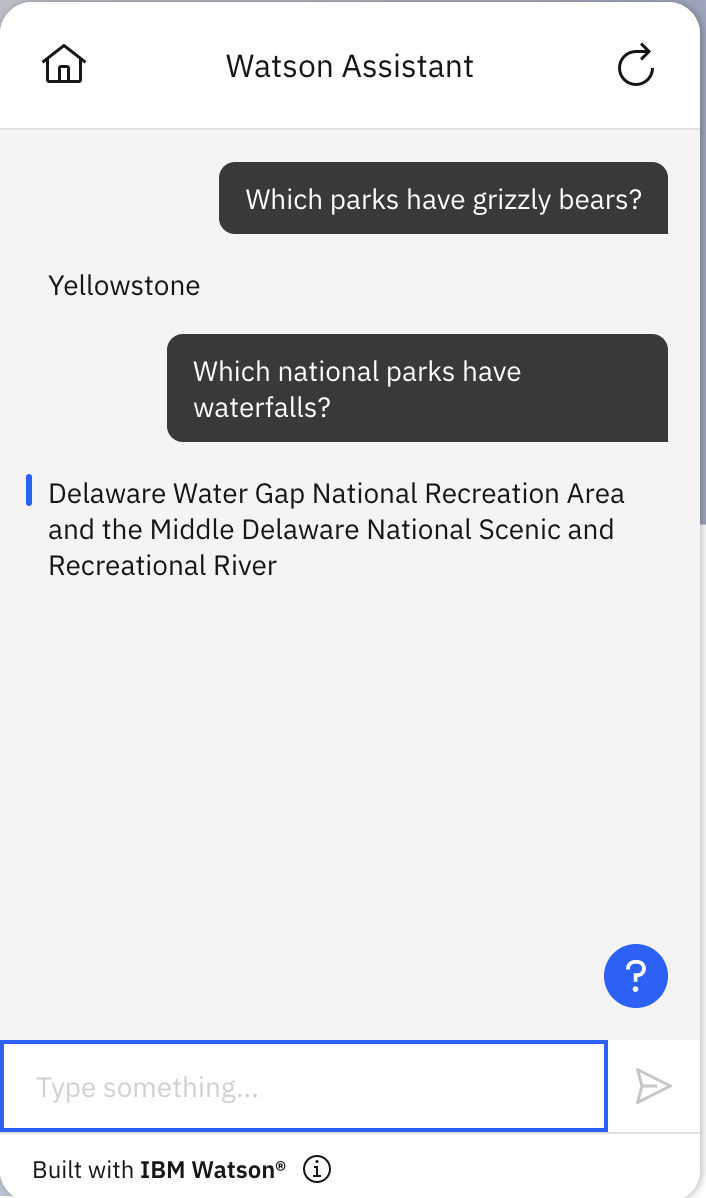 Watson Assistant
Which parks have grizzly bears?
Yellowstone
Which national parks have
waterfalls?
Delaware Water Gap National Recreation Area
and the Middle Delaware National Scenic and
Recreational River
?
Type something...
Built with IBM Watson®